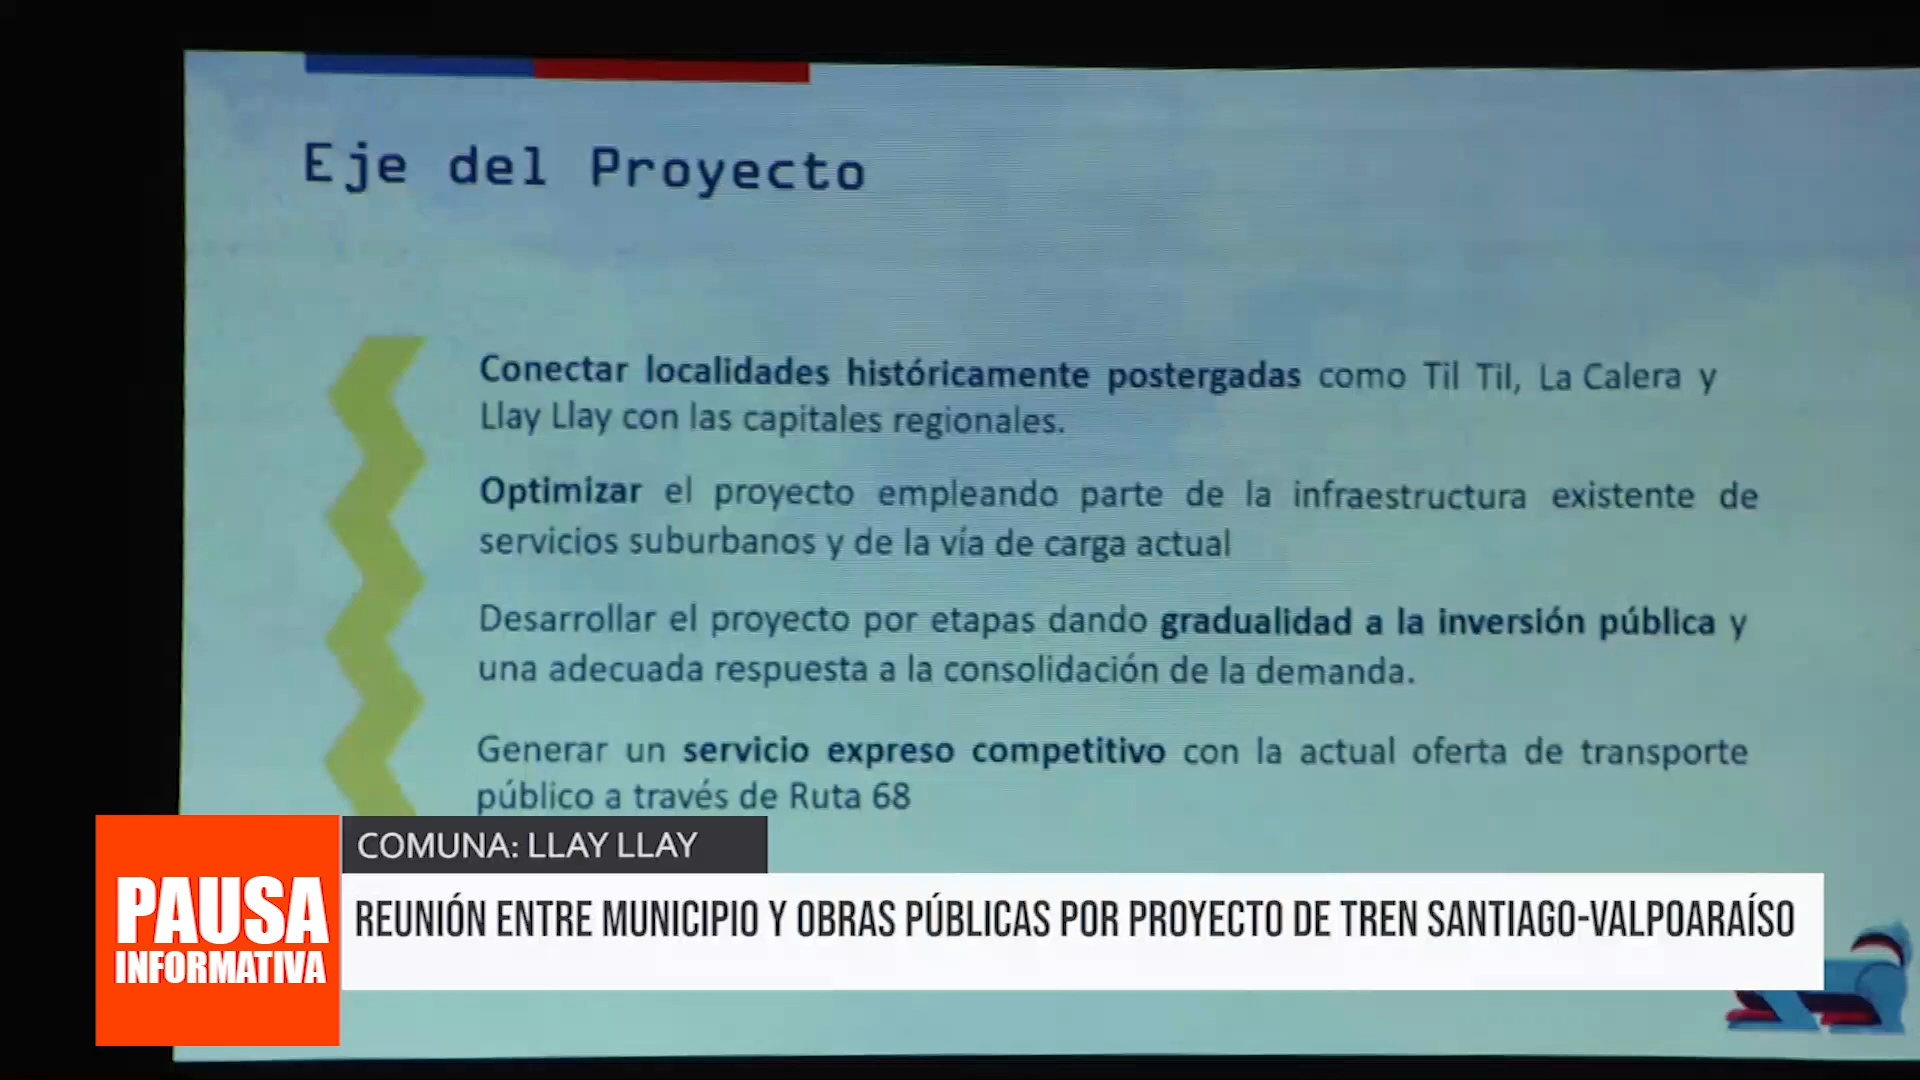 Eje del Proyecto
Conectar localidades históricamente postergadas como Til Til, La Calera y
Llay Llay con las capitales regionales.
Optimizar el proyecto empleando parte de la infraestructura existente de
servicios suburbanos y de la vía de carga actual
Desarrollar el proyecto por etapas dando gradualidad a la inversión pública y
una adecuada respuesta a la consolidación de la demanda.
Generar un servicio expreso competitivo con la actual oferta de transporte
público a través de Ruta 68
COMUNA: LLAY LLAY
PAUSA
INFORMATIVA
REUNIÓN ENTRE MUNICIPIO Y OBRAS PÚBLICAS POR PROYECTO DE TREN SANTIAGO-VALPOARAÍSO